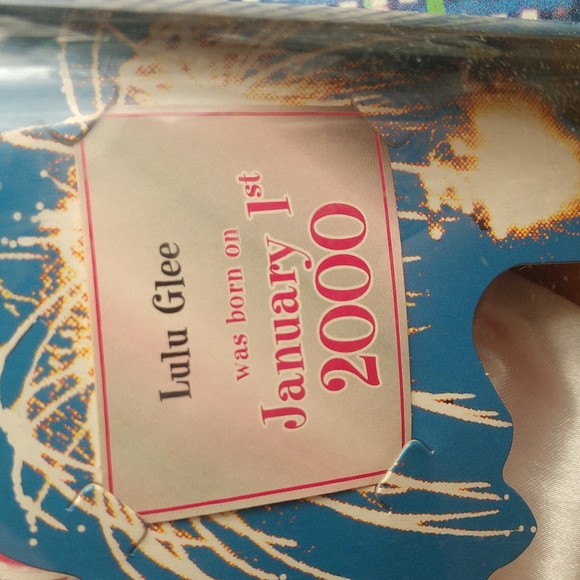 Lulu Glee
was born on
January 1st
2000